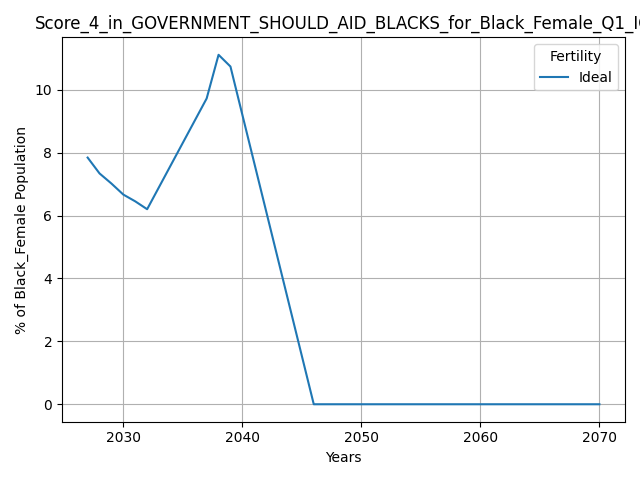 Score_4_in_GOVERNMENT_SHOULD_AID_BLACKS_for_Black_Female_Q1_I
Fertility
Ideal
% of Black_Female Population
10
8
6
4
2
0
2030
2040
2050
2060
2070
Years